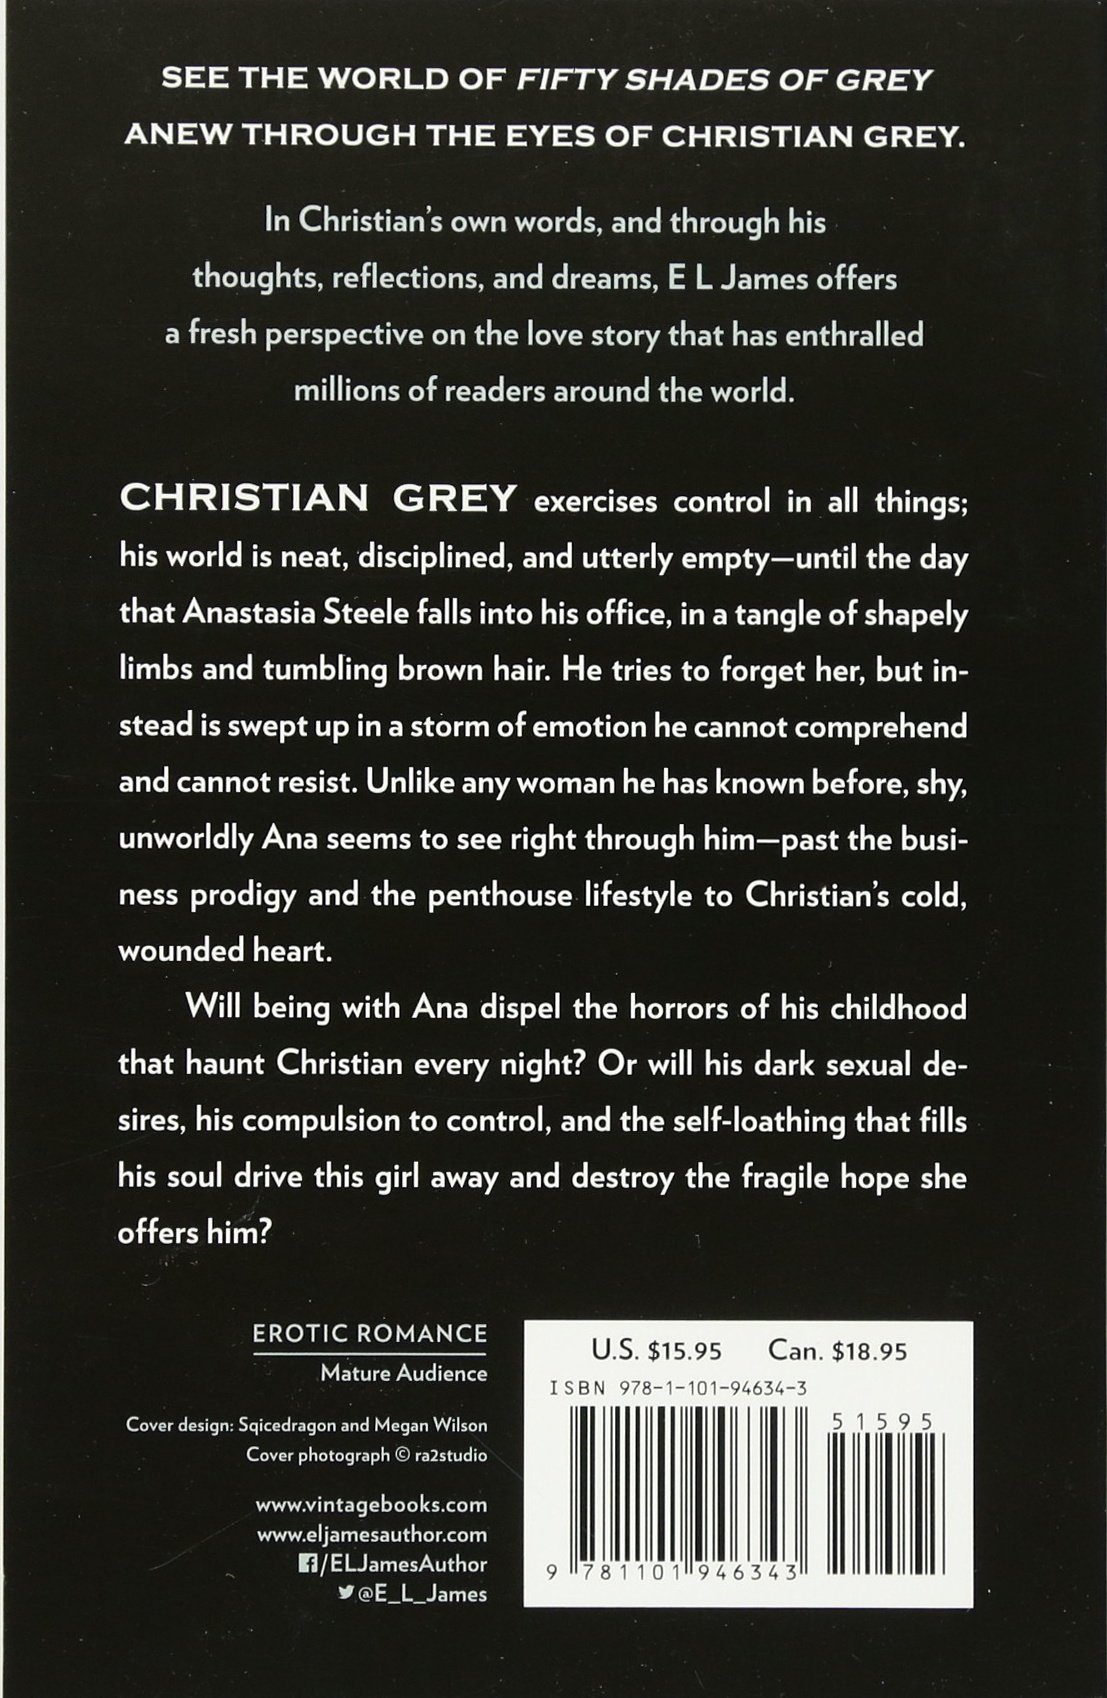 SEE THE WORLD OF FIFTY SHADES OF GREY
ANEW THROUGH THE EYES OF CHRISTIAN GREY.
In Christian's own words, and through his
thoughts, reflections, and dreams, E L James offers
a fresh perspective on the love story that has enthralled
millions of readers around the world.
CHRISTIAN GREY exercises control in all things;
his world is neat, disciplined, and utterly empty—until the day
that Anastasia Steele falls into his office, in a tangle of shapely
limbs and tumbling brown hair. He tries to forget her, but in-
stead is swept up in a storm of emotion he cannot comprehend
and cannot resist. Unlike any woman he has known before, shy,
unworldly Ana seems to see right through him—past the busi-
ness prodigy and the penthouse lifestyle to Christian's cold,
wounded heart.
Will being with Ana dispel the horrors of his childhood
that haunt Christian every night? Or will his dark sexual de-
sires, his compulsion to control, and the self-loathing that fills
his soul drive this girl away and destroy the fragile hope she
offers him?
EROTIC ROMANCE
Mature Audience
Cover design: Sqicedragon and Megan Wilson
Cover photograph © ra2studio
www.vintagebooks.com
www.eljamesauthor.com
f/ELJamesAuthor
@E_L_James
U.S. $15.95 Can. $18.95
ISBN 978-1-101-94634-3
51595
9 781101 946343